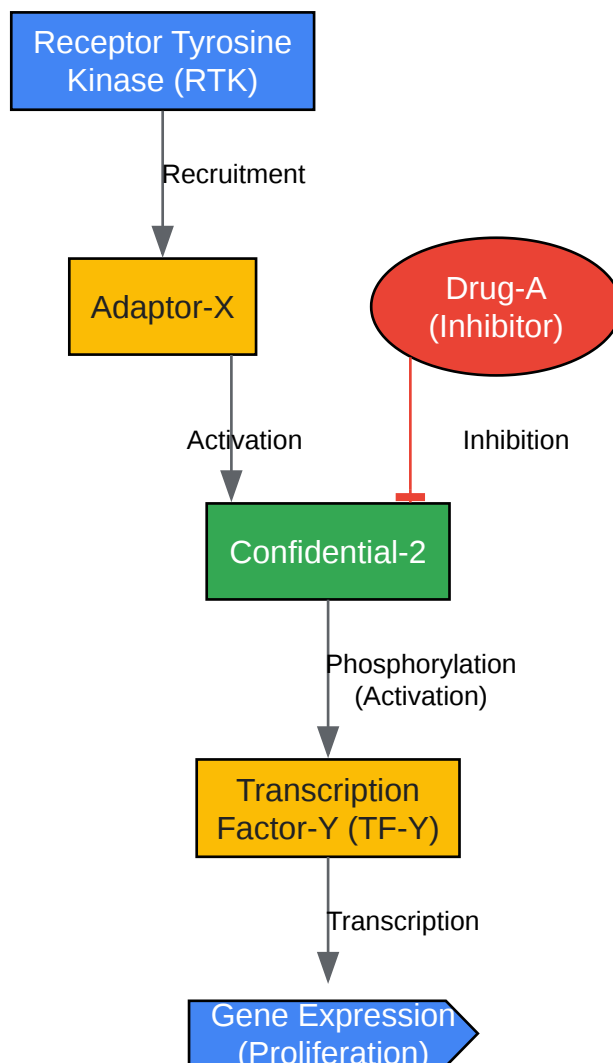 Receptor Tyrosine
Kinase (RTK)
Recruitment
Adaptor-X
Drug-A
(Inhibitor)
Activation
Inhibition
Confidential-2
Phosphorylation
(Activation)
Transcription
Factor-Y (TF-Y)
Transcription
Gene Expression
(Proliferation)